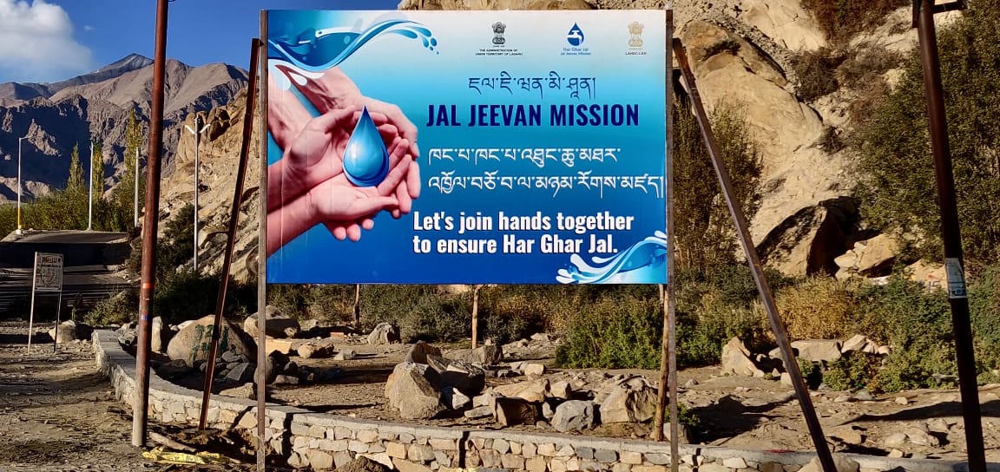 THE ADMINISTRATION OF
UNION TERRITORY OF LADAKH
Har Ghar Jal
Jal Jeevan Mission
LAHDC-LEH
ཇལ་ཇི་ཝན་མི་ཤཱན།
JAL JEEVAN MISSION
ཁང་པ་ཁང་པ་འཐུང་ཆུ་མཐར་
འཁྱོལ་བཅོ་བ་ལ་མཉམ་རོགས་མཛད།
Let's join hands together
to ensure Har Ghar Jal.